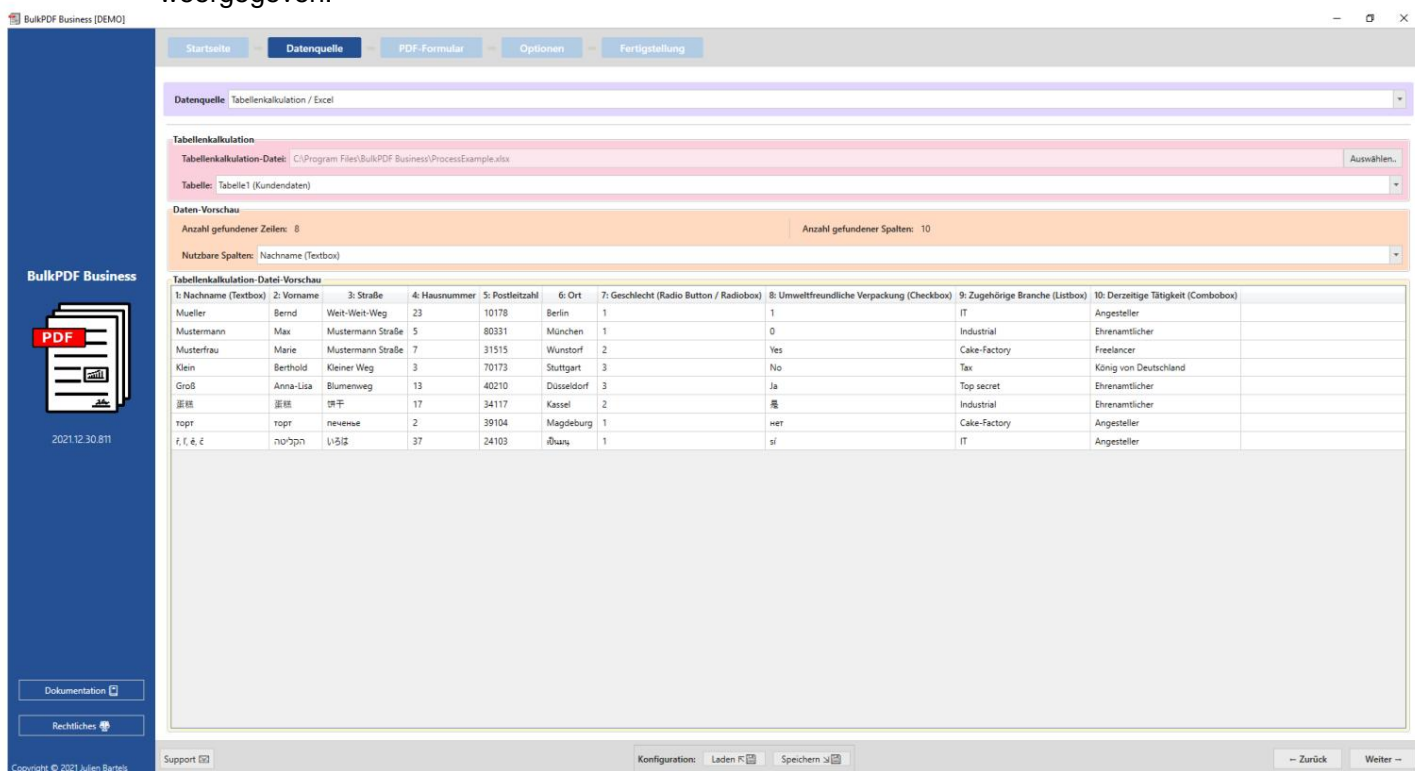 weergegeven.
BulkPDF Business [DEMO]
Startseite Datenquelle PDF-Formular Optionen Fertigstellung
Datenquelle Tabellenkalkulation / Excel
Tabellenkalkulation
Tabellenkalkulation-Datei: C:\Program Files\BulkPDF Business\ProcessExample.xlsx Auswählen..
Tabelle: Tabelle1 (Kundendaten)
Daten-Vorschau
Anzahl gefundener Zeilen: 8 Anzahl gefundener Spalten: 10
Nutzbare Spalten: Nachname (Textbox)
BulkPDF Business
PDF
2021.12.30.811
Tabellenkalkulation-Datei-Vorschau
1: Nachname (Textbox) 2: Vorname 3: Straße 4: Hausnummer 5: Postleitzahl 6: Ort 7: Geschlecht (Radio Button / Radiobox) 8: Umweltfreundliche Verpackung (Checkbox) 9: Zugehörige Branche (Listbox) 10: Derzeitige Tätigkeit (Combobox)
Mueller Bernd Weit-Weit-Weg 23 10178 Berlin 1 1 IT Angesteller
Mustermann Max Mustermann Straße 5 80331 München 1 0 Industrial Ehrenamtlicher
Musterfrau Marie Mustermann Straße 7 31515 Wunstorf 2 Yes Cake-Factory Freelancer
Klein Berthold Kleiner Weg 3 70173 Stuttgart 3 No Tax König von Deutschland
Groß Anna-Lisa Blumenweg 13 40210 Düsseldorf 3 Ja Top secret Ehrenamtlicher
蛋糕 蛋糕 饼干 17 34117 Kassel 2 是 Industrial Ehrenamtlicher
торт торт печенье 2 39104 Magdeburg 1 нет Cake-Factory Angesteller
הקליטה いろは 37 24103 1 sí IT Angesteller
Dokumentation
Rechtliches
Copyright © 2021 Julien Bartels
Support Konfiguration: Laden Speichern ← Zurück Weiter →